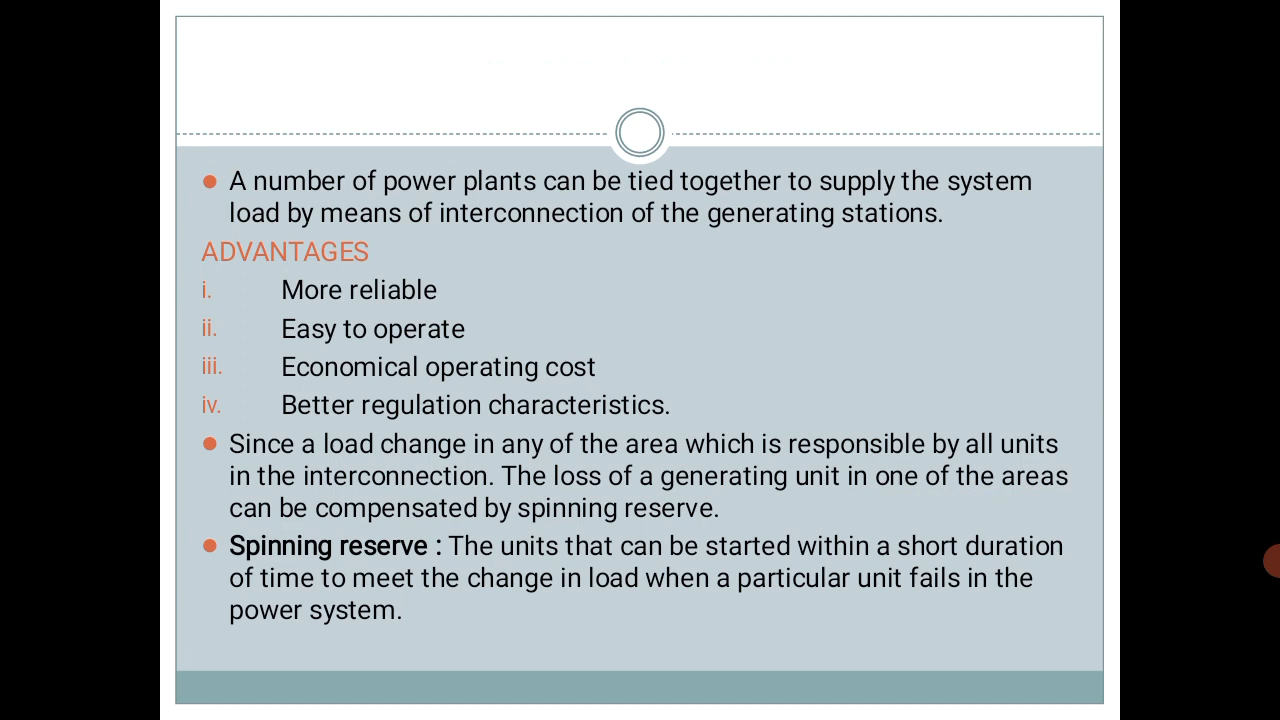 A number of power plants can be tied together to supply the system
load by means of interconnection of the generating stations.
ADVANTAGES
i. More reliable
ii. Easy to operate
iii. Economical operating cost
iv. Better regulation characteristics.
Since a load change in any of the area which is responsible by all units
in the interconnection. The loss of a generating unit in one of the areas
can be compensated by spinning reserve.
Spinning reserve : The units that can be started within a short duration
of time to meet the change in load when a particular unit fails in the
power system.